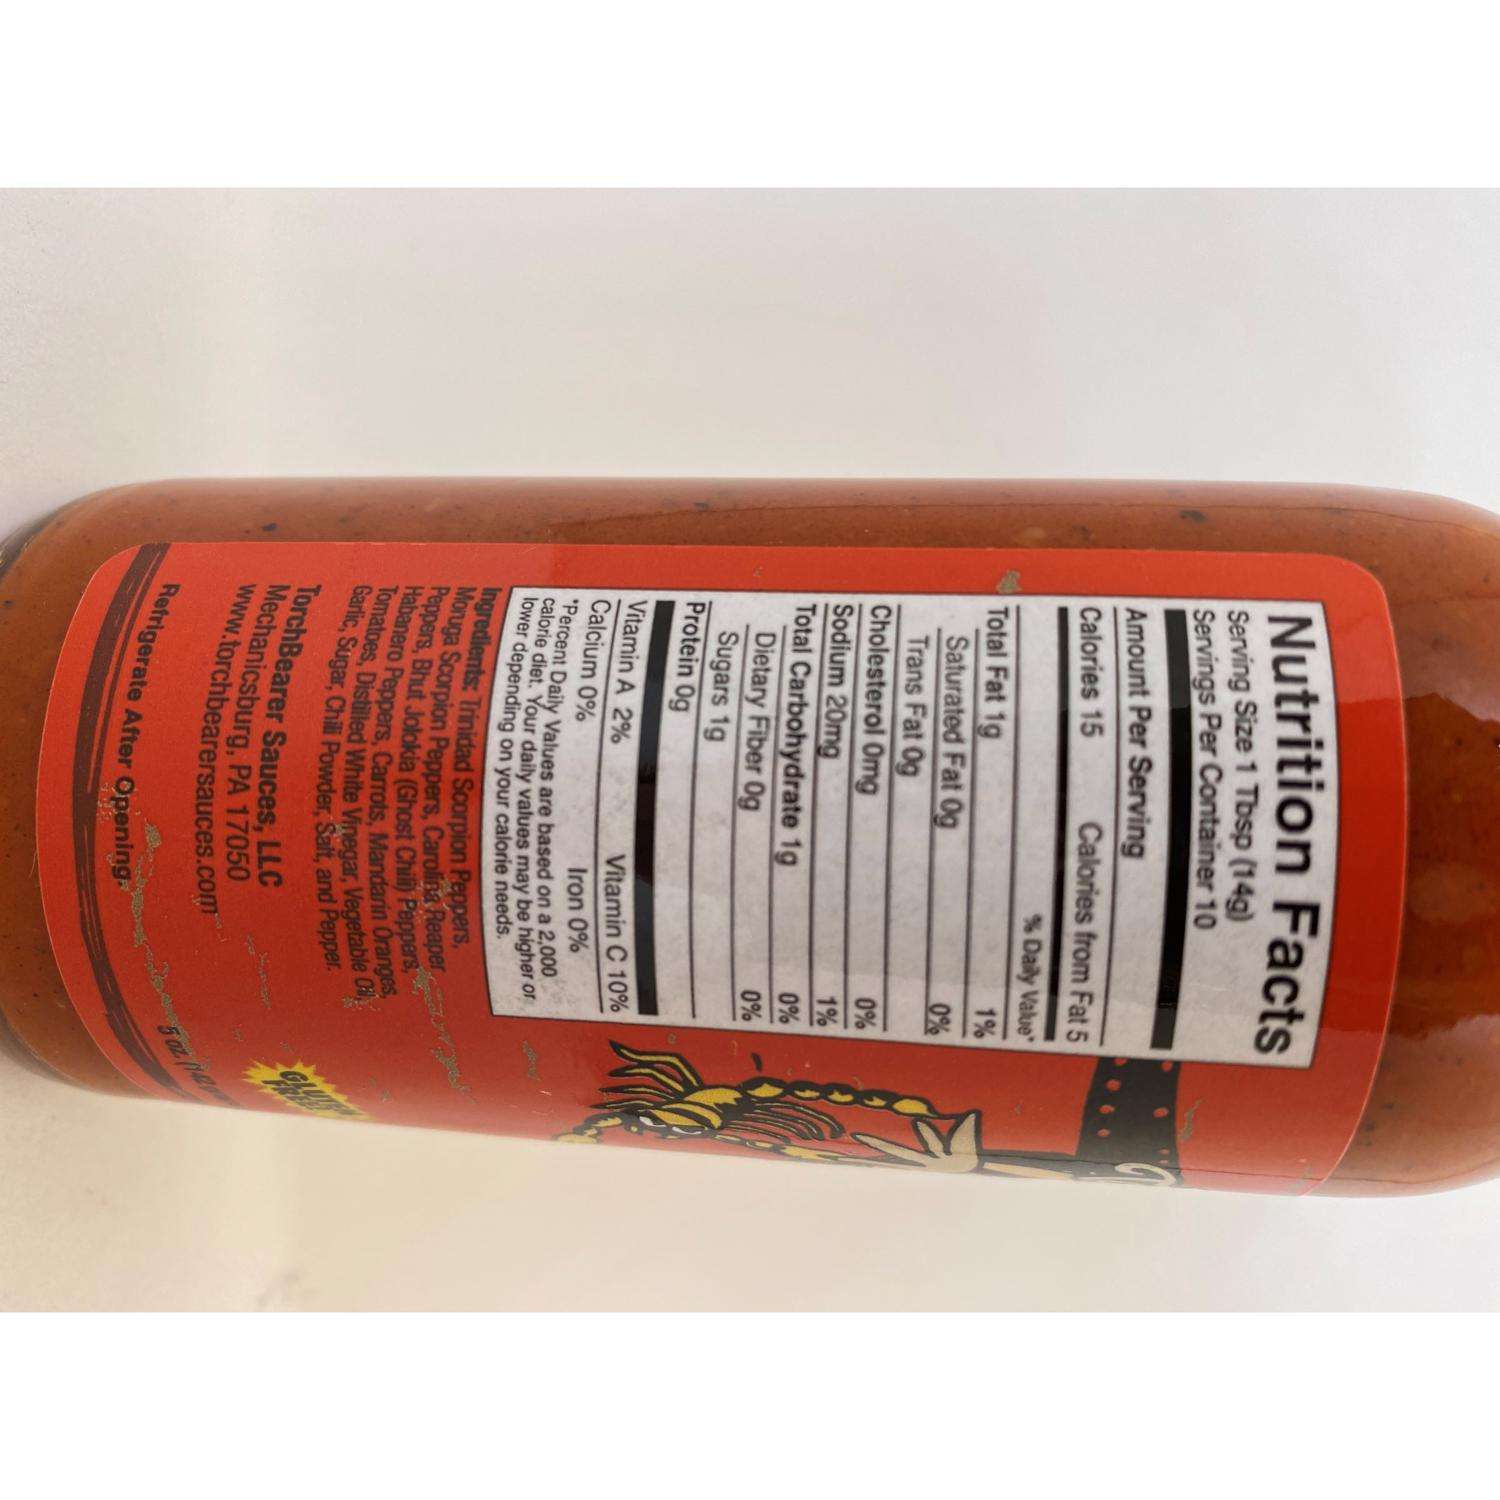 Nutrition Facts
Serving Size 1 Tbsp (14g)
Servings Per Container 10
Amount Per Serving
Calories 15 Calories from Fat 5
% Daily Value*
Total Fat 1g 1%
Saturated Fat 0g 0%
Trans Fat 0g
Cholesterol 0mg 0%
Sodium 20mg 1%
Total Carbohydrate 1g 0%
Dietary Fiber 0g 0%
Sugars 1g
Protein 0g
Vitamin A 2% Vitamin C 10%
Calcium 0% Iron 0%
*Percent Daily Values are based on a 2,000
calorie diet. Your daily values may be higher or
lower depending on your calorie needs.
Ingredients: Trinidad Scorpion Peppers,
Moruga Scorpion Peppers, Carolina Reaper
Peppers, Bhut Jolokia (Ghost Chili) Peppers,
Habanero Peppers, Carrots, Mandarin Oranges,
Tomatoes, Distilled White Vinegar, Vegetable Oil,
Garlic, Sugar, Chili Powder, Salt, and Pepper.
TorchBearer Sauces, LLC
Mechanicsburg, PA 17050
www.torchbearersauces.com
Refrigerate After Opening.
5 oz.
GLUTEN
FREE